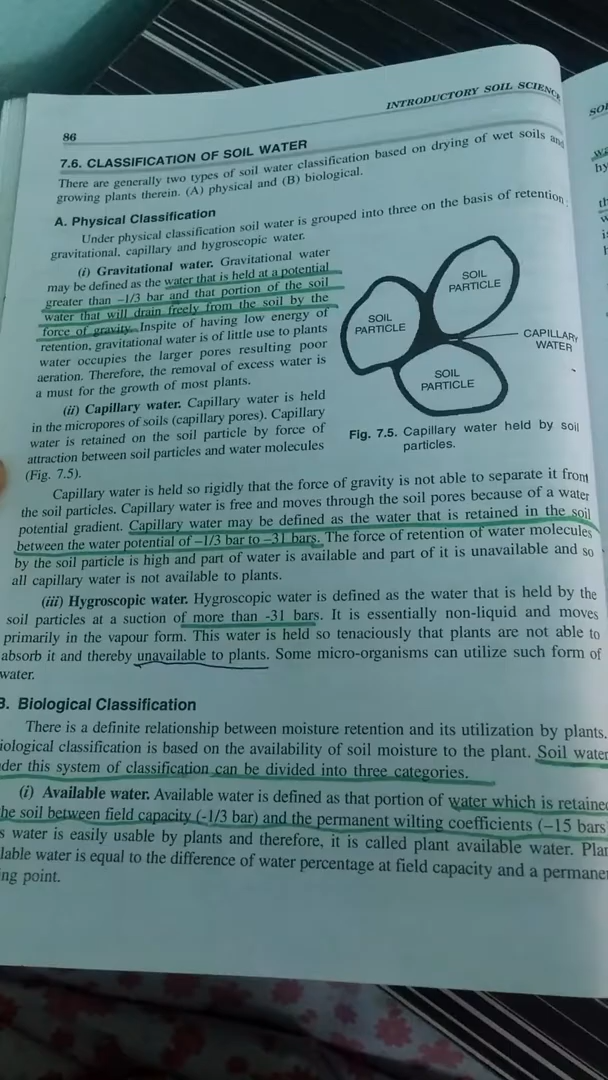 86
INTRODUCTORY SOIL SCIENC
7.6. CLASSIFICATION OF SOIL WATER
There are generally two types of soil water classification based on drying of wet soils and
growing plants therein. (A) physical and (B) biological.
A. Physical Classification
Under physical classification soil water is grouped into three on the basis of retention :
gravitational, capillary and hygroscopic water.
(i) Gravitational water. Gravitational water
may be defined as the water that is held at a potential
greater than –1/3 bar and that portion of the soil
water that will drain freely from the soil by the
force of gravity. Inspite of having low energy of
retention, gravitational water is of little use to plants
water occupies the larger pores resulting poor
aeration. Therefore, the removal of excess water is
a must for the growth of most plants.
(ii) Capillary water. Capillary water is held
in the micropores of soils (capillary pores). Capillary
water is retained on the soil particle by force of
attraction between soil particles and water molecules
(Fig. 7.5).
SOIL
PARTICLE
SOIL
PARTICLE
CAPILLARY
WATER
SOIL
PARTICLE
Fig. 7.5. Capillary water held by soil
particles.
Capillary water is held so rigidly that the force of gravity is not able to separate it from
the soil particles. Capillary water is free and moves through the soil pores because of a water
potential gradient. Capillary water may be defined as the water that is retained in the soil
between the water potential of –1/3 bar to –31 bars. The force of retention of water molecules
by the soil particle is high and part of water is available and part of it is unavailable and so
all capillary water is not available to plants.
(iii) Hygroscopic water. Hygroscopic water is defined as the water that is held by the
soil particles at a suction of more than -31 bars. It is essentially non-liquid and moves
primarily in the vapour form. This water is held so tenaciously that plants are not able to
absorb it and thereby unavailable to plants. Some micro-organisms can utilize such form of
water.
B. Biological Classification
There is a definite relationship between moisture retention and its utilization by plants.
iological classification is based on the availability of soil moisture to the plant. Soil water
der this system of classification can be divided into three categories.
(i) Available water. Available water is defined as that portion of water which is retained
he soil between field capacity (-1/3 bar) and the permanent wilting coefficients (–15 bars
s water is easily usable by plants and therefore, it is called plant available water. Plan
lable water is equal to the difference of water percentage at field capacity and a permane
ing point.